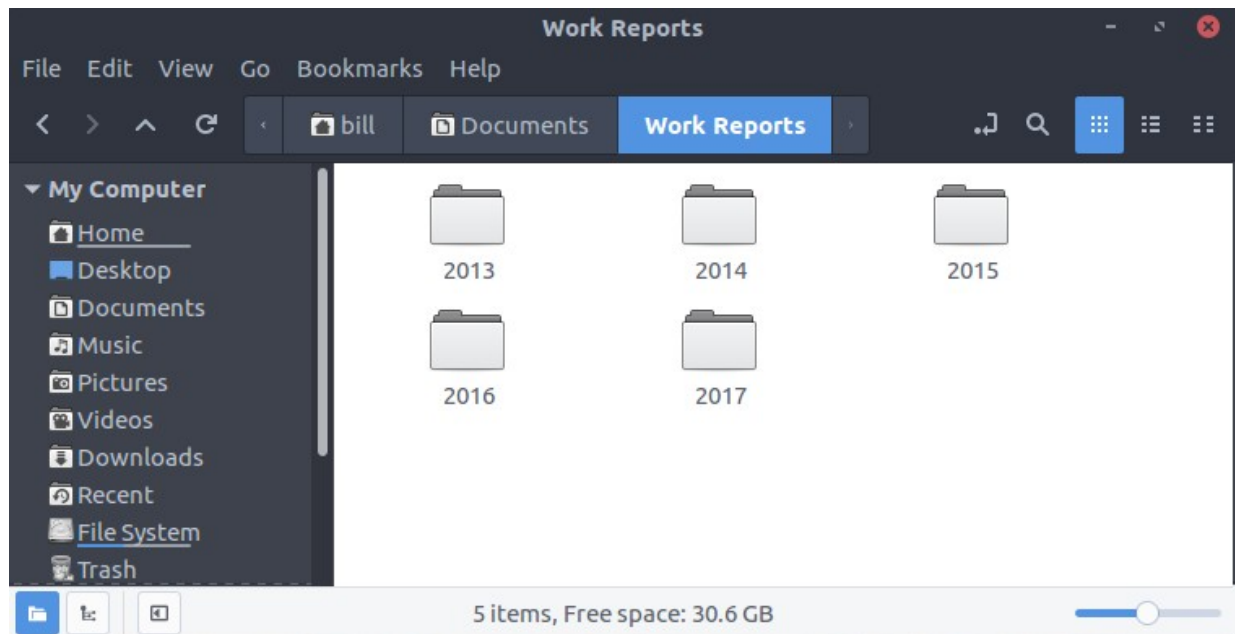 Work Reports
File Edit View Go Bookmarks Help
bill Documents Work Reports
My Computer
Home
Desktop
Documents
Music
Pictures
Videos
Downloads
Recent
File System
Trash
2013 2014 2015
2016 2017
5 items, Free space: 30.6 GB